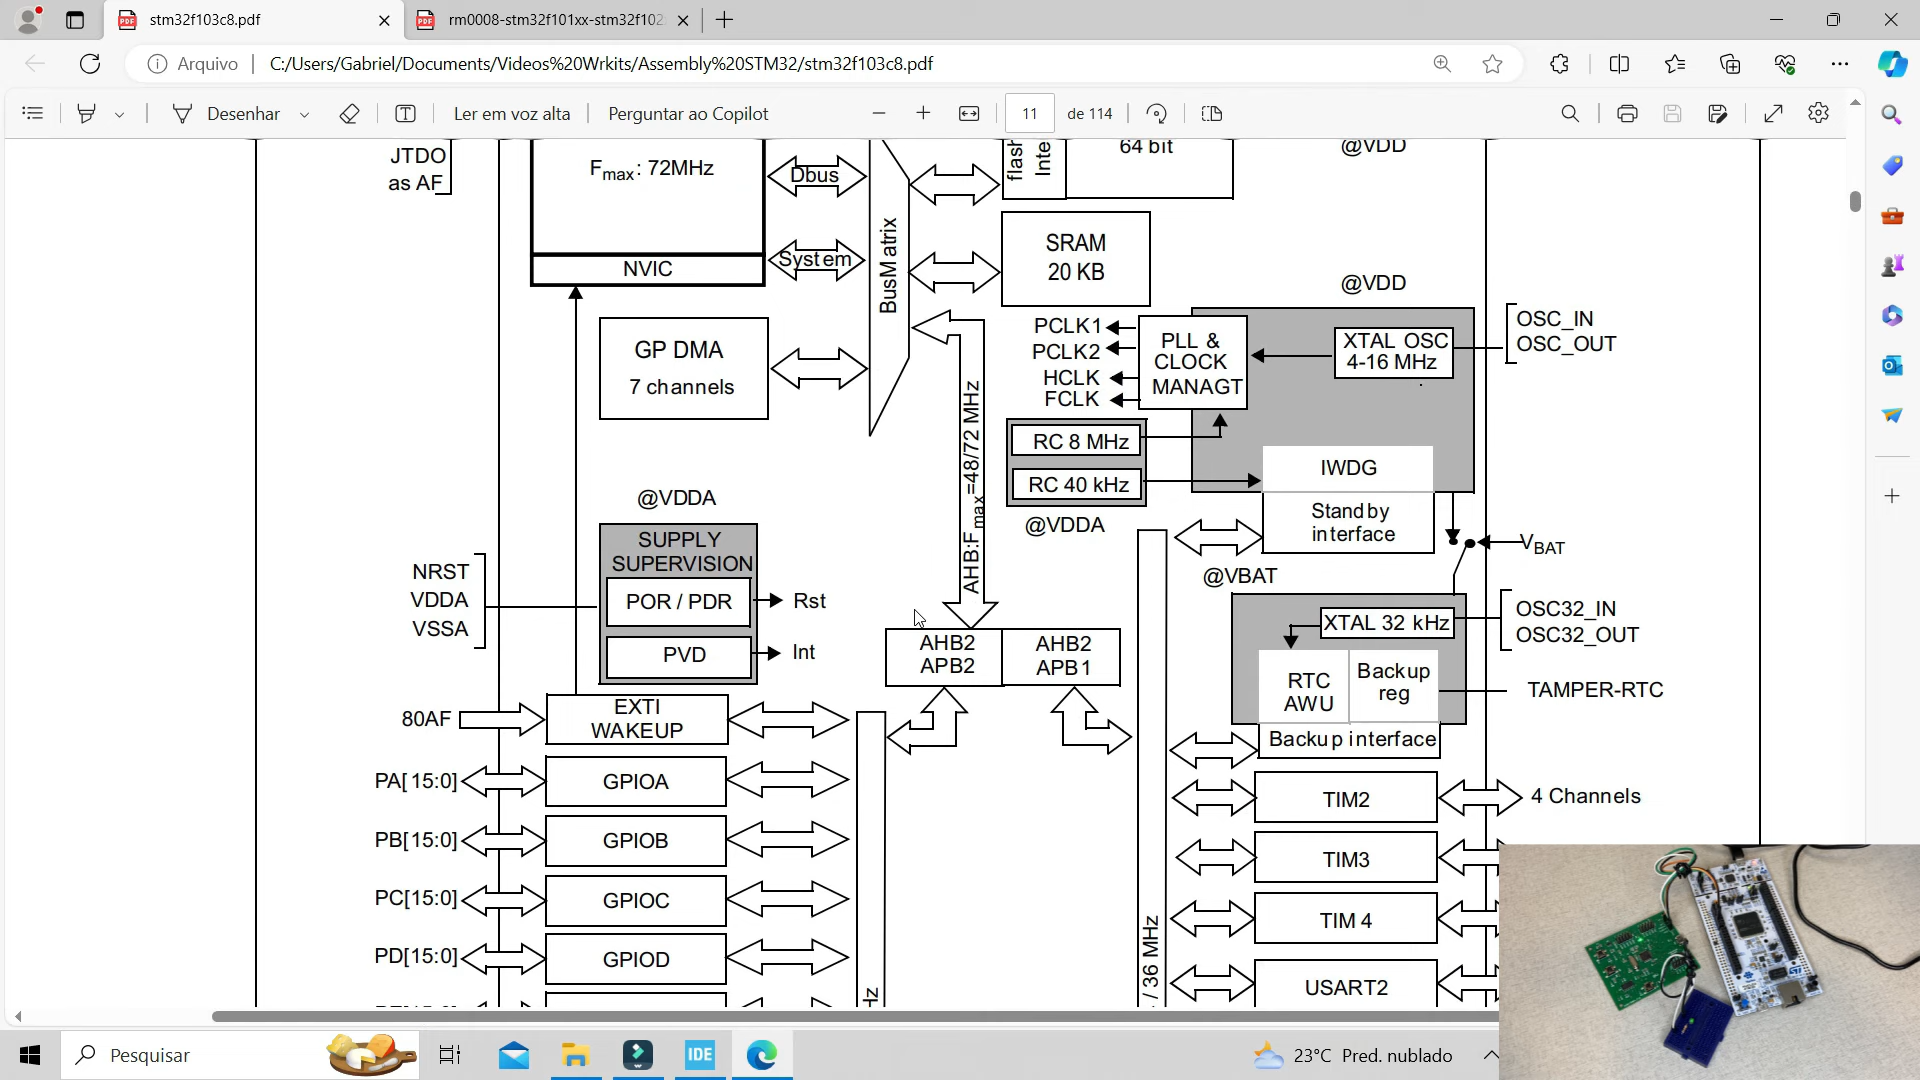 stm32f103c8.pdf
rm0008-stm32f101xx-stm32f102
Arquivo
C:/Users/Gabriel/Documents/Videos%20Wrkits/Assembly%20STM32/stm32f103c8.pdf
Desenhar
Ler em voz alta
Perguntar ao Copilot
11
de 114
JTDO
as AF
Fmax: 72MHz
NVIC
Dbus
System
BusMatrix
flash
Inte
64 bit
@VDD
SRAM
20 KB
GP DMA
7 channels
@VDD
PCLK1
PCLK2
HCLK
FCLK
PLL &
CLOCK
MANAGT
XTAL OSC
4-16 MHz
OSC_IN
OSC_OUT
RC 8 MHz
RC 40 kHz
@VDDA
IWDG
Standby
interface
VBAT
@VBAT
AHB:Fmax=48/72 MHz
@VDDA
SUPPLY
SUPERVISION
POR / PDR
PVD
Rst
Int
NRST
VDDA
VSSA
AHB2
APB2
AHB2
APB1
XTAL 32 kHz
OSC32_IN
OSC32_OUT
RTC
AWU
Backup
reg
TAMPER-RTC
Backup interface
80AF
EXTI
WAKEUP
PA[15:0]
GPIOA
PB[15:0]
GPIOB
PC[15:0]
GPIOC
PD[15:0]
GPIOD
TIM2
4 Channels
TIM3
TIM 4
USART2
/ 36 MHz
Hz
Pesquisar
IDE
23°C Pred. nublado